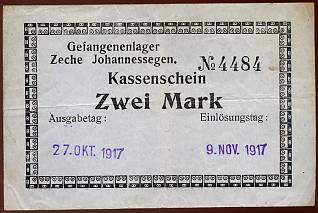 Gefangenenlager
Zeche Johannessegen. № 4484
Kassenschein
Zwei Mark
Ausgabetag: Einlösungstag:
27. OKT. 1917 9. NOV. 1917